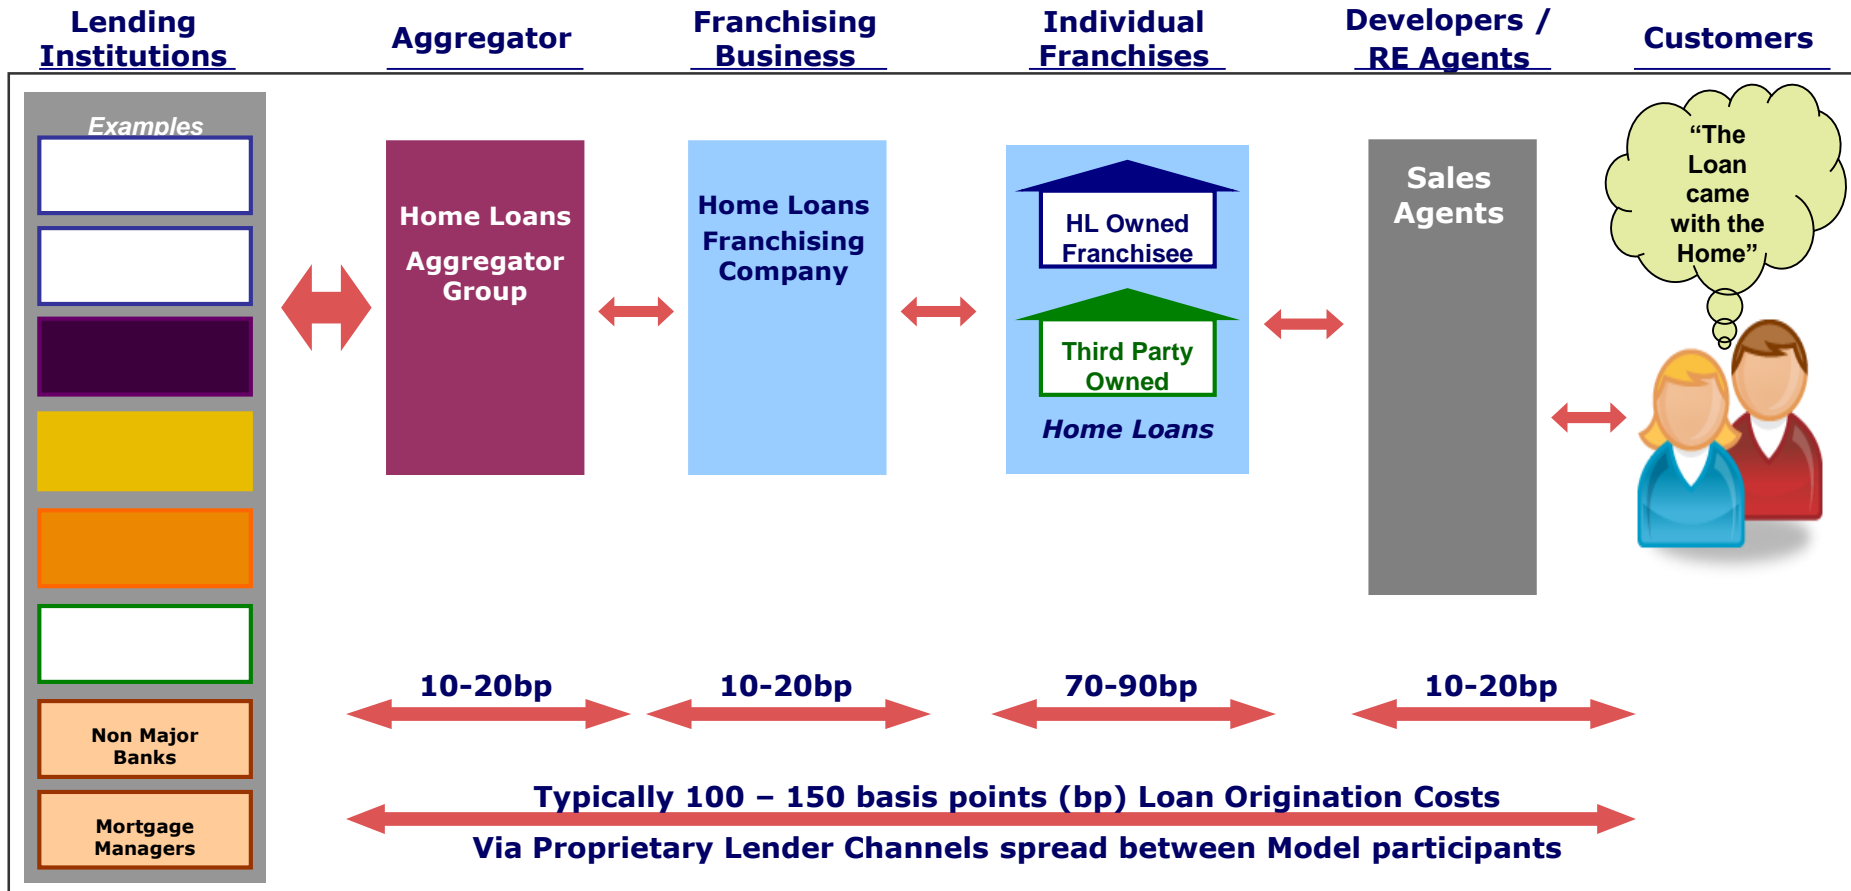 Lending
Institutions
Aggregator
Franchising
Business
Individual
Franchises
Developers /
RE Agents
Customers
Examples
Non Major
Banks
Mortgage
Managers
Home Loans
Aggregator
Group
Home Loans
Franchising
Company
HL Owned
Franchisee
Third Party
Owned
Home Loans
Sales
Agents
“The
Loan
came
with the
Home”
10-20bp
10-20bp
70-90bp
10-20bp
Typically 100 – 150 basis points (bp) Loan Origination Costs
Via Proprietary Lender Channels spread between Model participants